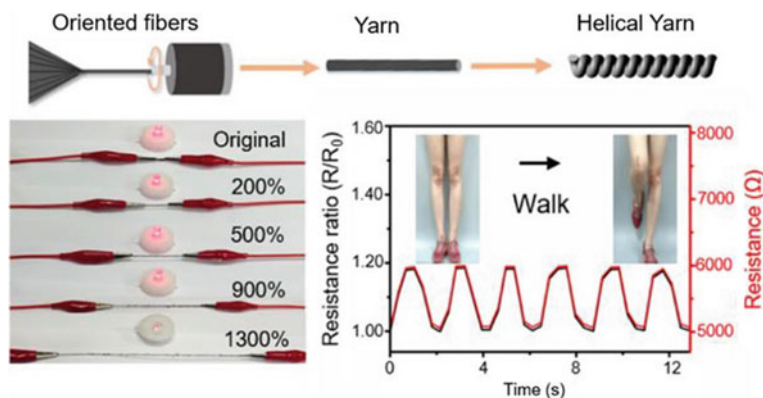 Oriented fibers
Yarn
Helical Yarn
Original
200%
500%
900%
1300%
Resistance ratio (R/R₀)
1.60
1.40
1.20
1.00
Walk
8000
7000
6000
5000
Resistance (Ω)
0
4
8
12
Time (s)